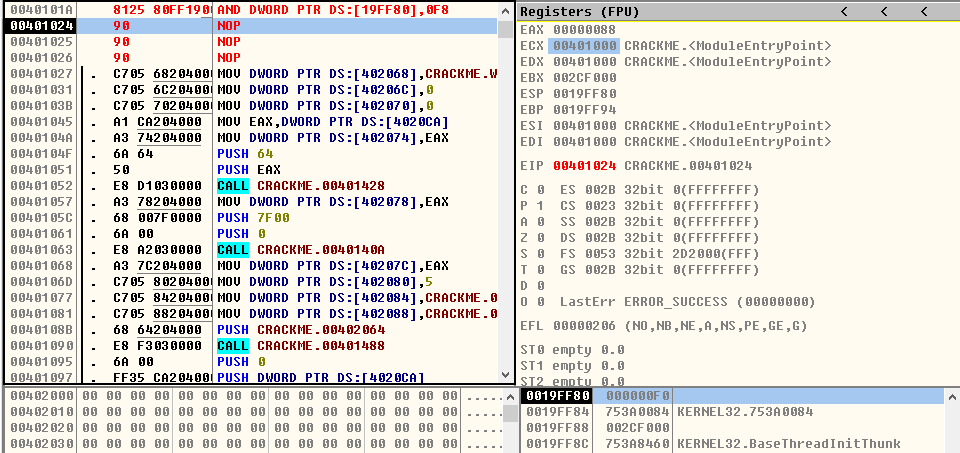 0040101A 8125 80FF1900 AND DWORD PTR DS:[19FF80],0F8
00401024 90 NOP
00401025 90 NOP
00401026 90 NOP
00401027 . C705 68204000 MOV DWORD PTR DS:[402068],CRACKME.W
00401031 . C705 6C204000 MOV DWORD PTR DS:[40206C],0
0040103B . C705 70204000 MOV DWORD PTR DS:[402070],0
00401045 . A1 CA204000 MOV EAX,DWORD PTR DS:[4020CA]
0040104A . A3 74204000 MOV DWORD PTR DS:[402074],EAX
0040104F . 6A 64 PUSH 64
00401051 . 50 PUSH EAX
00401052 . E8 D1030000 CALL CRACKME.00401428
00401057 . A3 78204000 MOV DWORD PTR DS:[402078],EAX
0040105C . 68 007F0000 PUSH 7F00
00401061 . 6A 00 PUSH 0
00401063 . E8 A2030000 CALL CRACKME.0040140A
00401068 . A3 7C204000 MOV DWORD PTR DS:[40207C],EAX
0040106D . C705 80204000 MOV DWORD PTR DS:[402080],5
00401077 . C705 84204000 MOV DWORD PTR DS:[402084],CRACKME.0
00401081 . C705 88204000 MOV DWORD PTR DS:[402088],CRACKME.0
0040108B . 68 64204000 PUSH CRACKME.00402064
00401090 . E8 F3030000 CALL CRACKME.00401488
00401095 . 6A 00 PUSH 0
00401097 . FF35 CA204000 PUSH DWORD PTR DS:[4020CA]
Registers (FPU) < < <
EAX 00000088
ECX 00401000 CRACKME.<ModuleEntryPoint>
EDX 00401000 CRACKME.<ModuleEntryPoint>
EBX 002CF000
ESP 0019FF80
EBP 0019FF94
ESI 00401000 CRACKME.<ModuleEntryPoint>
EDI 00401000 CRACKME.<ModuleEntryPoint>
EIP 00401024 CRACKME.00401024
C 0 ES 002B 32bit 0(FFFFFFFF)
P 1 CS 0023 32bit 0(FFFFFFFF)
A 0 SS 002B 32bit 0(FFFFFFFF)
Z 0 DS 002B 32bit 0(FFFFFFFF)
S 0 FS 0053 32bit 2D2000(FFF)
T 0 GS 002B 32bit 0(FFFFFFFF)
D 0
O 0 LastErr ERROR_SUCCESS (00000000)
EFL 00000206 (NO,NB,NE,A,NS,PE,GE,G)
ST0 empty 0.0
ST1 empty 0.0
ST2 empty 0.0
00402000 00 00 00 00 00 00 00 00 00 00 00 00 00 00 00 00 .....
00402010 00 00 00 00 00 00 00 00 00 00 00 00 00 00 00 00 .....
00402020 00 00 00 00 00 00 00 00 00 00 00 00 00 00 00 00 .....
00402030 00 00 00 00 00 00 00 00 00 00 00 00 00 00 00 00 .....
0019FF80 000000F0
0019FF84 753A0084 KERNEL32.753A0084
0019FF88 002CF000
0019FF8C 753A8460 KERNEL32.BaseThreadInitThunk